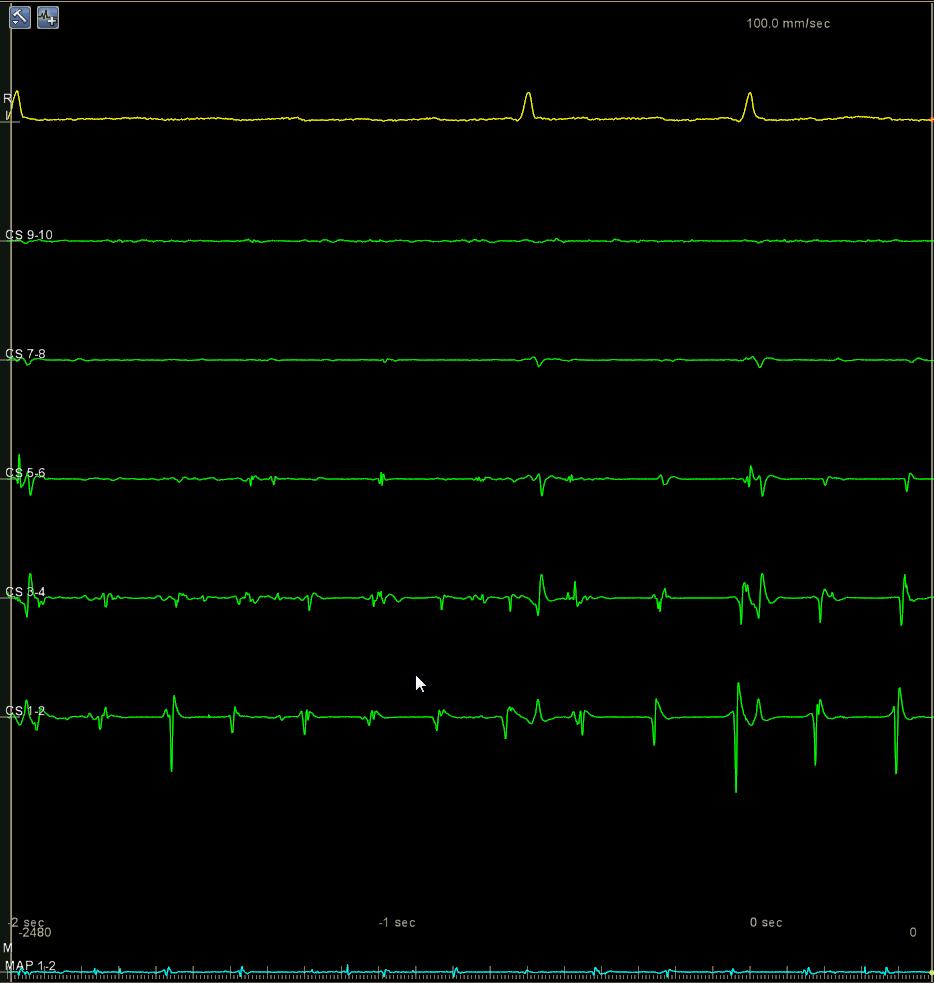 100.0 mm/sec
R
CS 9-10
CS 7-8
CS 5-6
CS 3-4
CS 1-2
-2 sec
-1 sec
0 sec
-2480
0
M
MAP 1-2